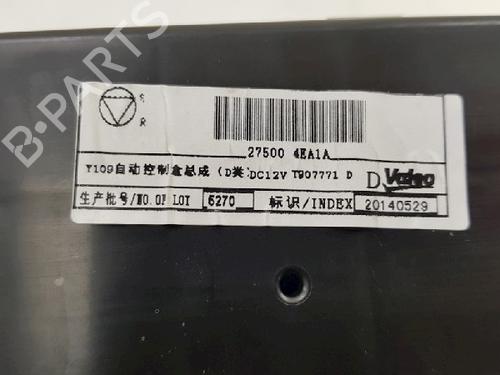 B-PARTS
S
R
27500 4EA1A
Y109自动控制盒总成 (D类) DC12V T907771 D
D Valeo
生产批号/NO.OF LOT 6270 标识/INDEX 20140529